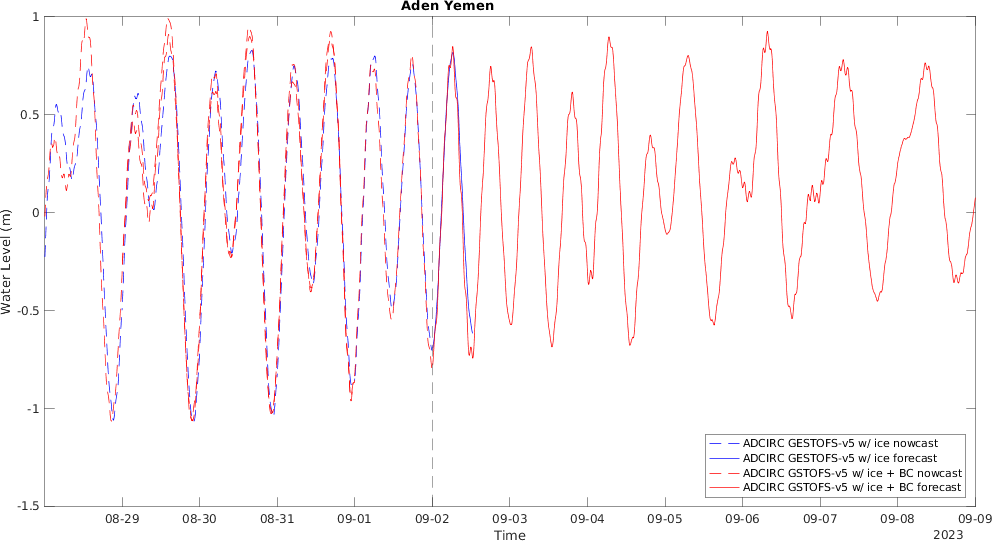 Aden Yemen
1
0.5
0
-0.5
-1
-1.5
Water Level (m)
ADCIRC GESTOFS-v5 w/ ice nowcast
ADCIRC GESTOFS-v5 w/ ice forecast
ADCIRC GSTOFS-v5 w/ ice + BC nowcast
ADCIRC GSTOFS-v5 w/ ice + BC forecast
08-29 08-30 08-31 09-01 09-02 09-03 09-04 09-05 09-06 09-07 09-08 09-09
Time
2023